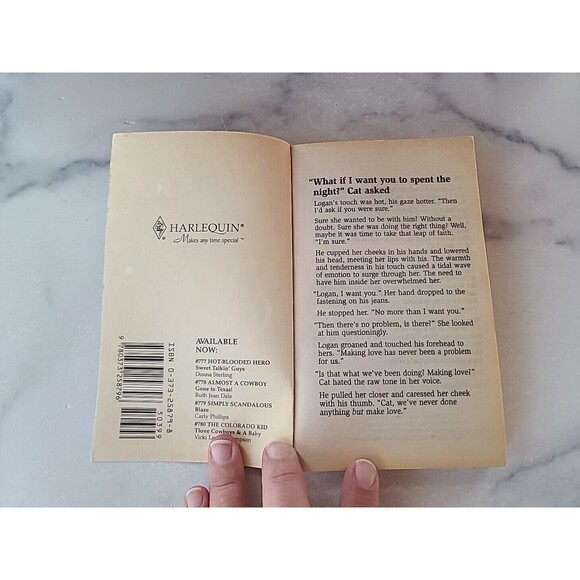 HARLEQUIN®
Makes any time special™
ISBN 0-373-25879-6
9780373258796
50399
AVAILABLE
NOW:
#777 HOT-BLOODED HERO
Sweet Talkin' Guys
Donna Sterling
#778 ALMOST A COWBOY
Gone to Texas!
Ruth Jean Dale
#779 SIMPLY SCANDALOUS
Blaze
Carly Phillips
#780 THE COLORADO KID
Three Cowboys & A Baby
Vicki
"What if I want you to spent the
night?" Cat asked
Logan's touch was hot, his gaze hotter. "Then
I'd ask if you were sure."
Sure she wanted to be with him? Without a
doubt. Sure she was doing the right thing? Well,
maybe it was time to take that leap of faith.
"I'm sure."
He cupped her cheeks in his hands and lowered
his head, meeting her lips with his. The warmth
and tenderness in his touch caused a tidal wave
of emotion to surge through her. The need to
have him inside her overwhelmed her.
"Logan, I want you." Her hand dropped to the
fastening on his jeans.
He stopped her. "No more than I want you."
"Then there's no problem, is there?" She looked
at him questioningly.
Logan groaned and touched his forehead to
hers. "Making love has never been a problem
for us."
"Is that what we've been doing? Making love?"
Cat hated the raw tone in her voice.
He pulled her closer and caressed her cheek
with his thumb. "Cat, we've never done
anything but make love."